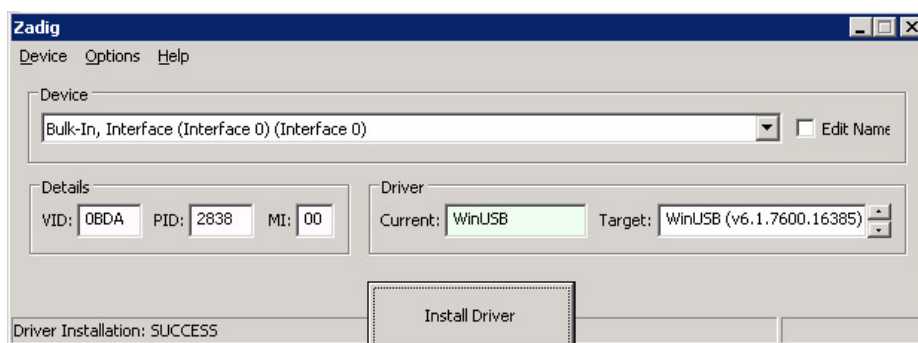 Zadig
Device Options Help
Device
Bulk-In, Interface (Interface 0) (Interface 0) Edit Name
Details Driver
VID: 0BDA PID: 2838 MI: 00 Current: WinUSB Target: WinUSB (v6.1.7600.16385)
Install Driver
Driver Installation: SUCCESS